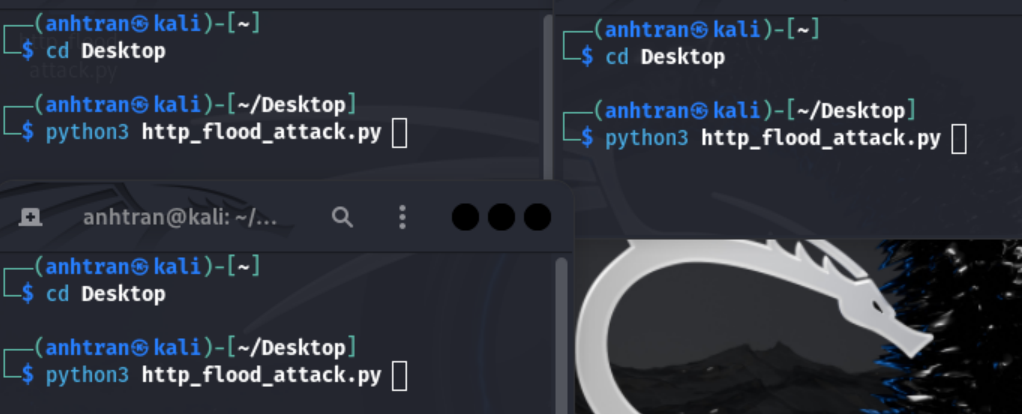 ┌──(anhtran㉿kali)-[~]
└─$ cd Desktop
┌──(anhtran㉿kali)-[~/Desktop]
└─$ python3 http_flood_attack.py
┌──(anhtran㉿kali)-[~]
└─$ cd Desktop
┌──(anhtran㉿kali)-[~/Desktop]
└─$ python3 http_flood_attack.py
anhtran@kali: ~/...
┌──(anhtran㉿kali)-[~]
└─$ cd Desktop
┌──(anhtran㉿kali)-[~/Desktop]
└─$ python3 http_flood_attack.py